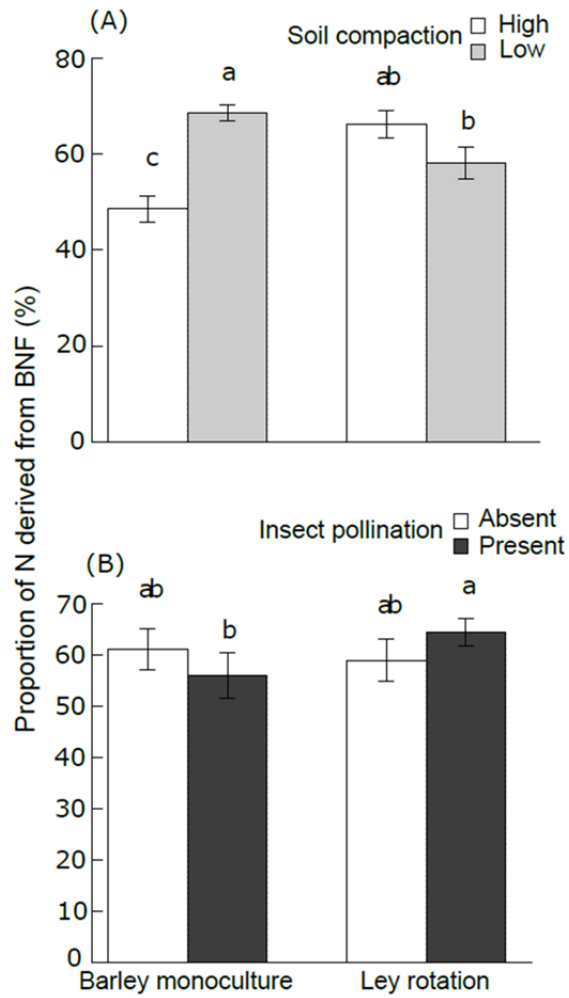 (A)
Soil compaction
High
Low
80
60
40
20
0
c
a
ab
b
Proportion of N derived from BNF (%)
Insect pollination
Absent
Present
(B)
70
60
50
40
30
20
10
0
ab
b
ab
a
Barley monoculture
Ley rotation